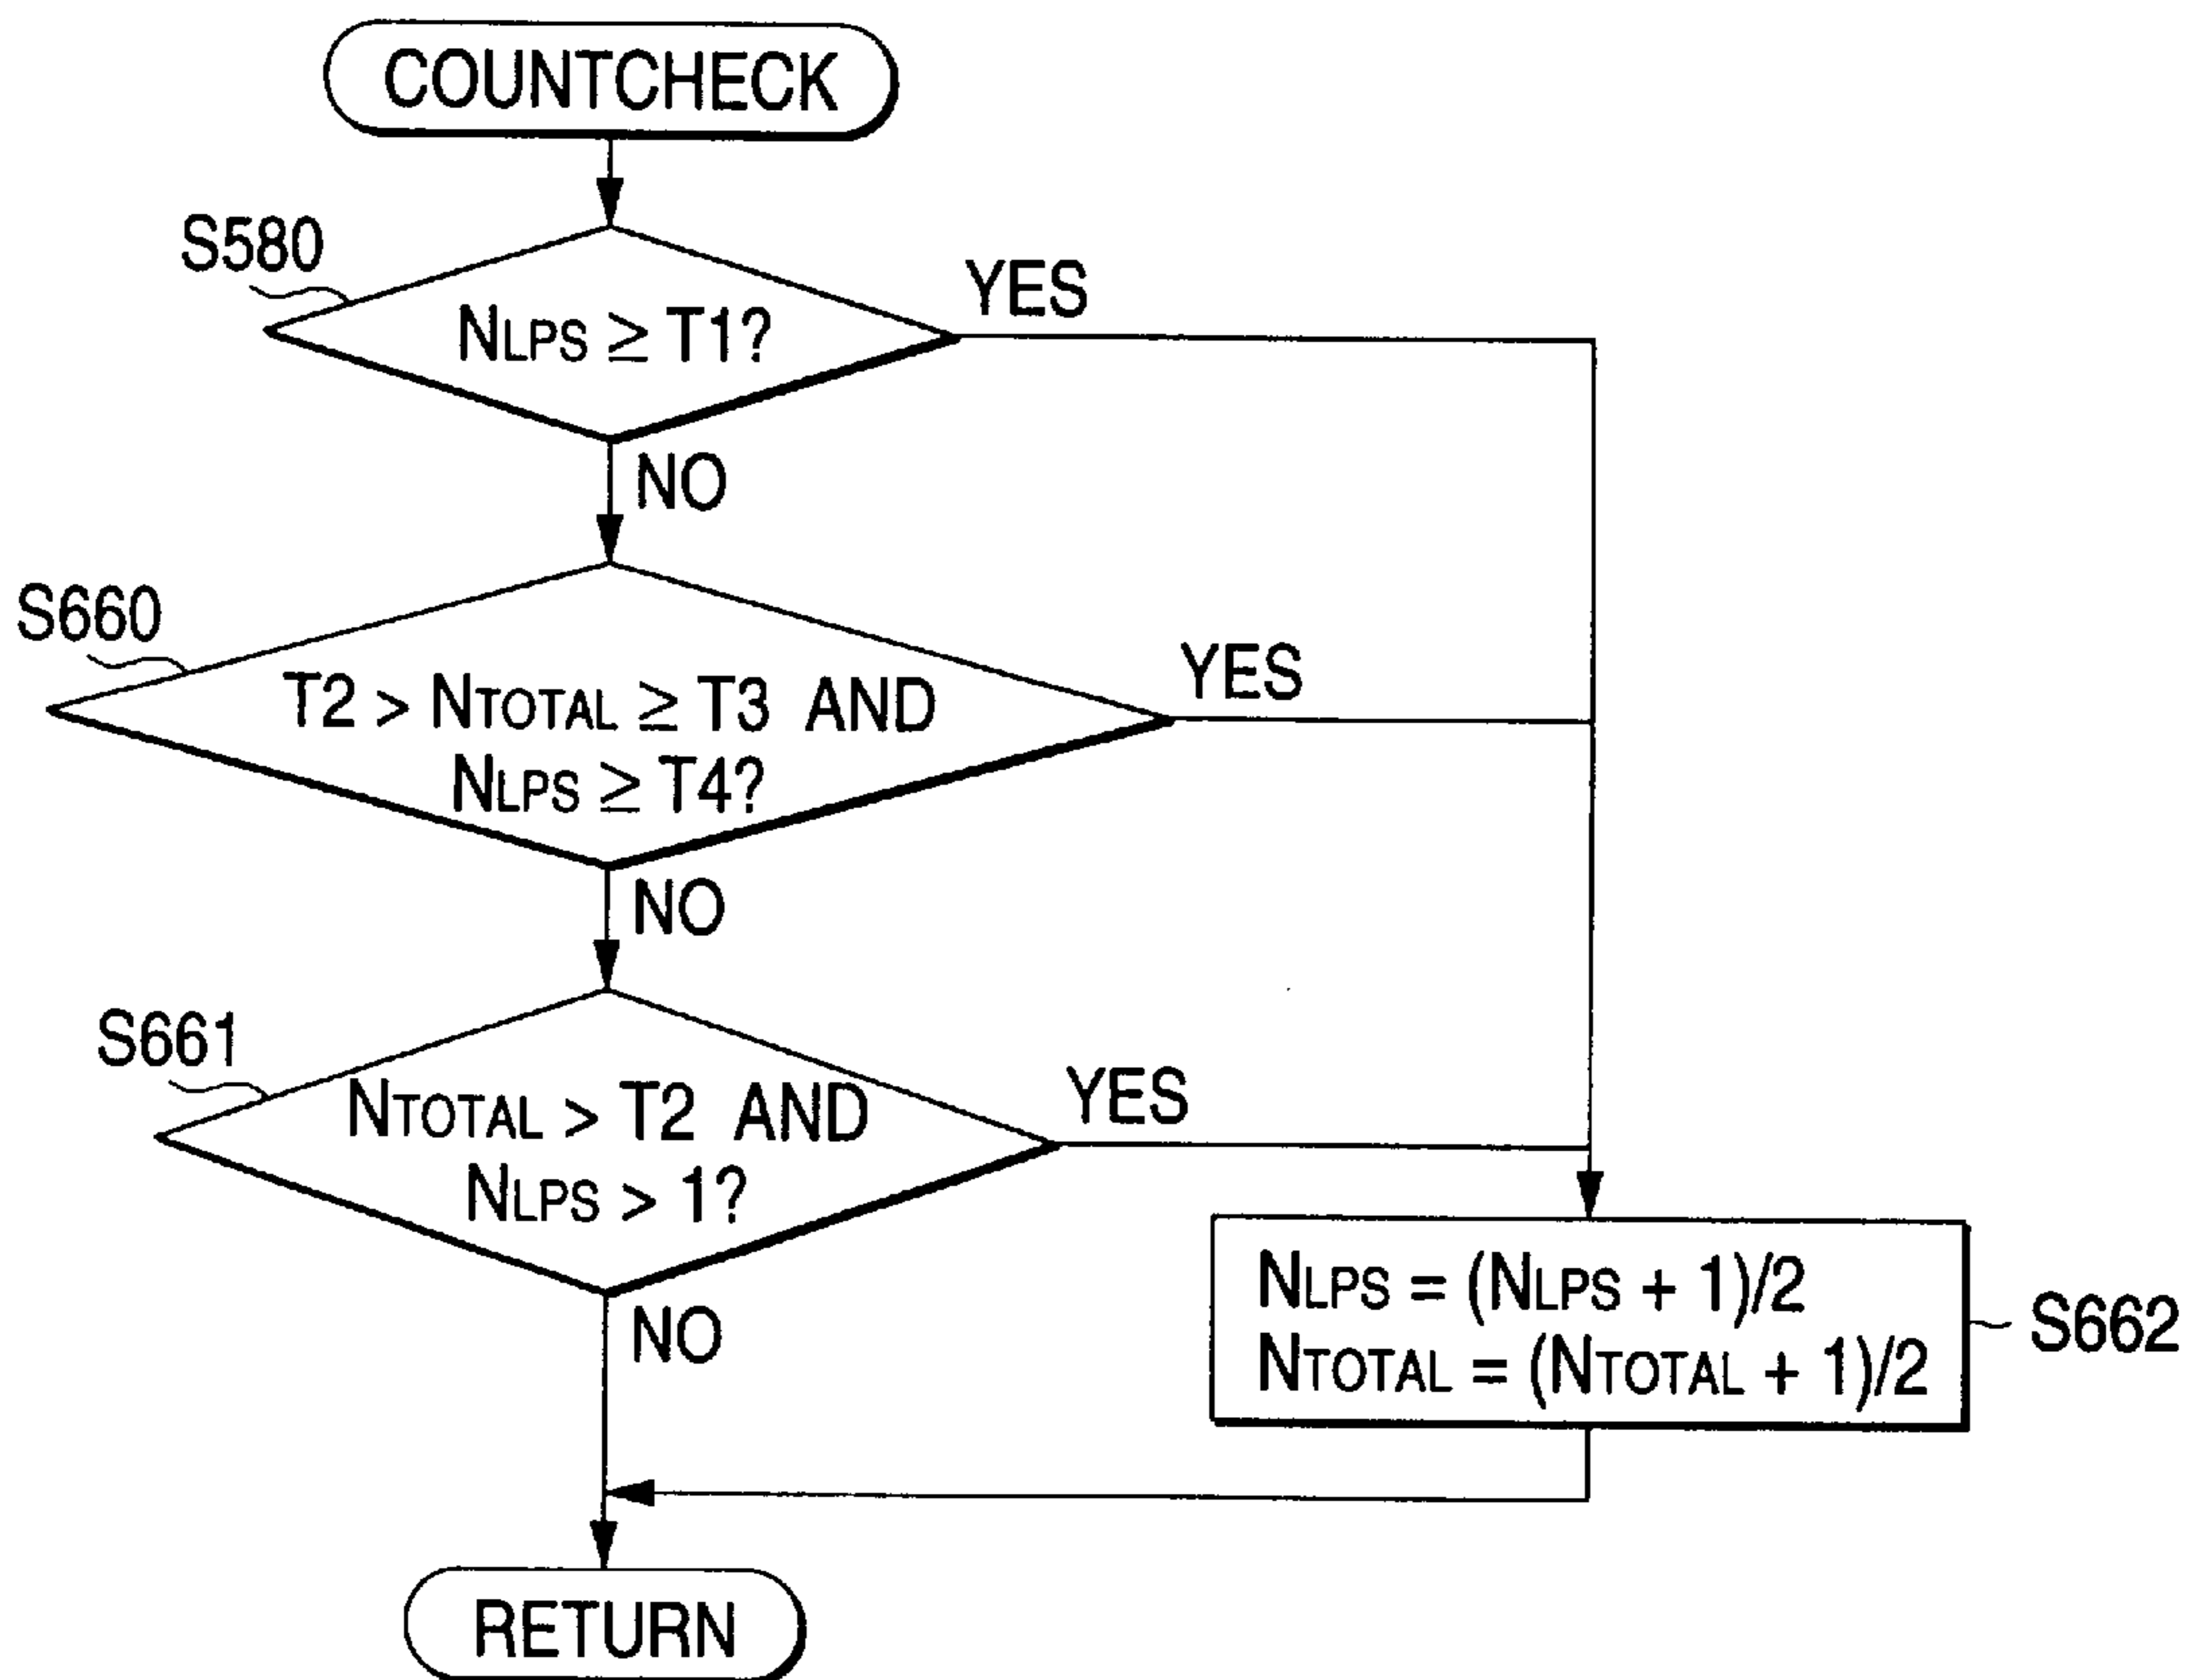 COUNTCHECK
S580
NLPS ≥ T1?
YES
NO
S660
T2 > NTOTAL ≥ T3 AND
NLPS ≥ T4?
YES
NO
S661
NTOTAL > T2 AND
NLPS > 1?
YES
NO
NLPS = (NLPS + 1)/2
NTOTAL = (NTOTAL + 1)/2
S662
RETURN